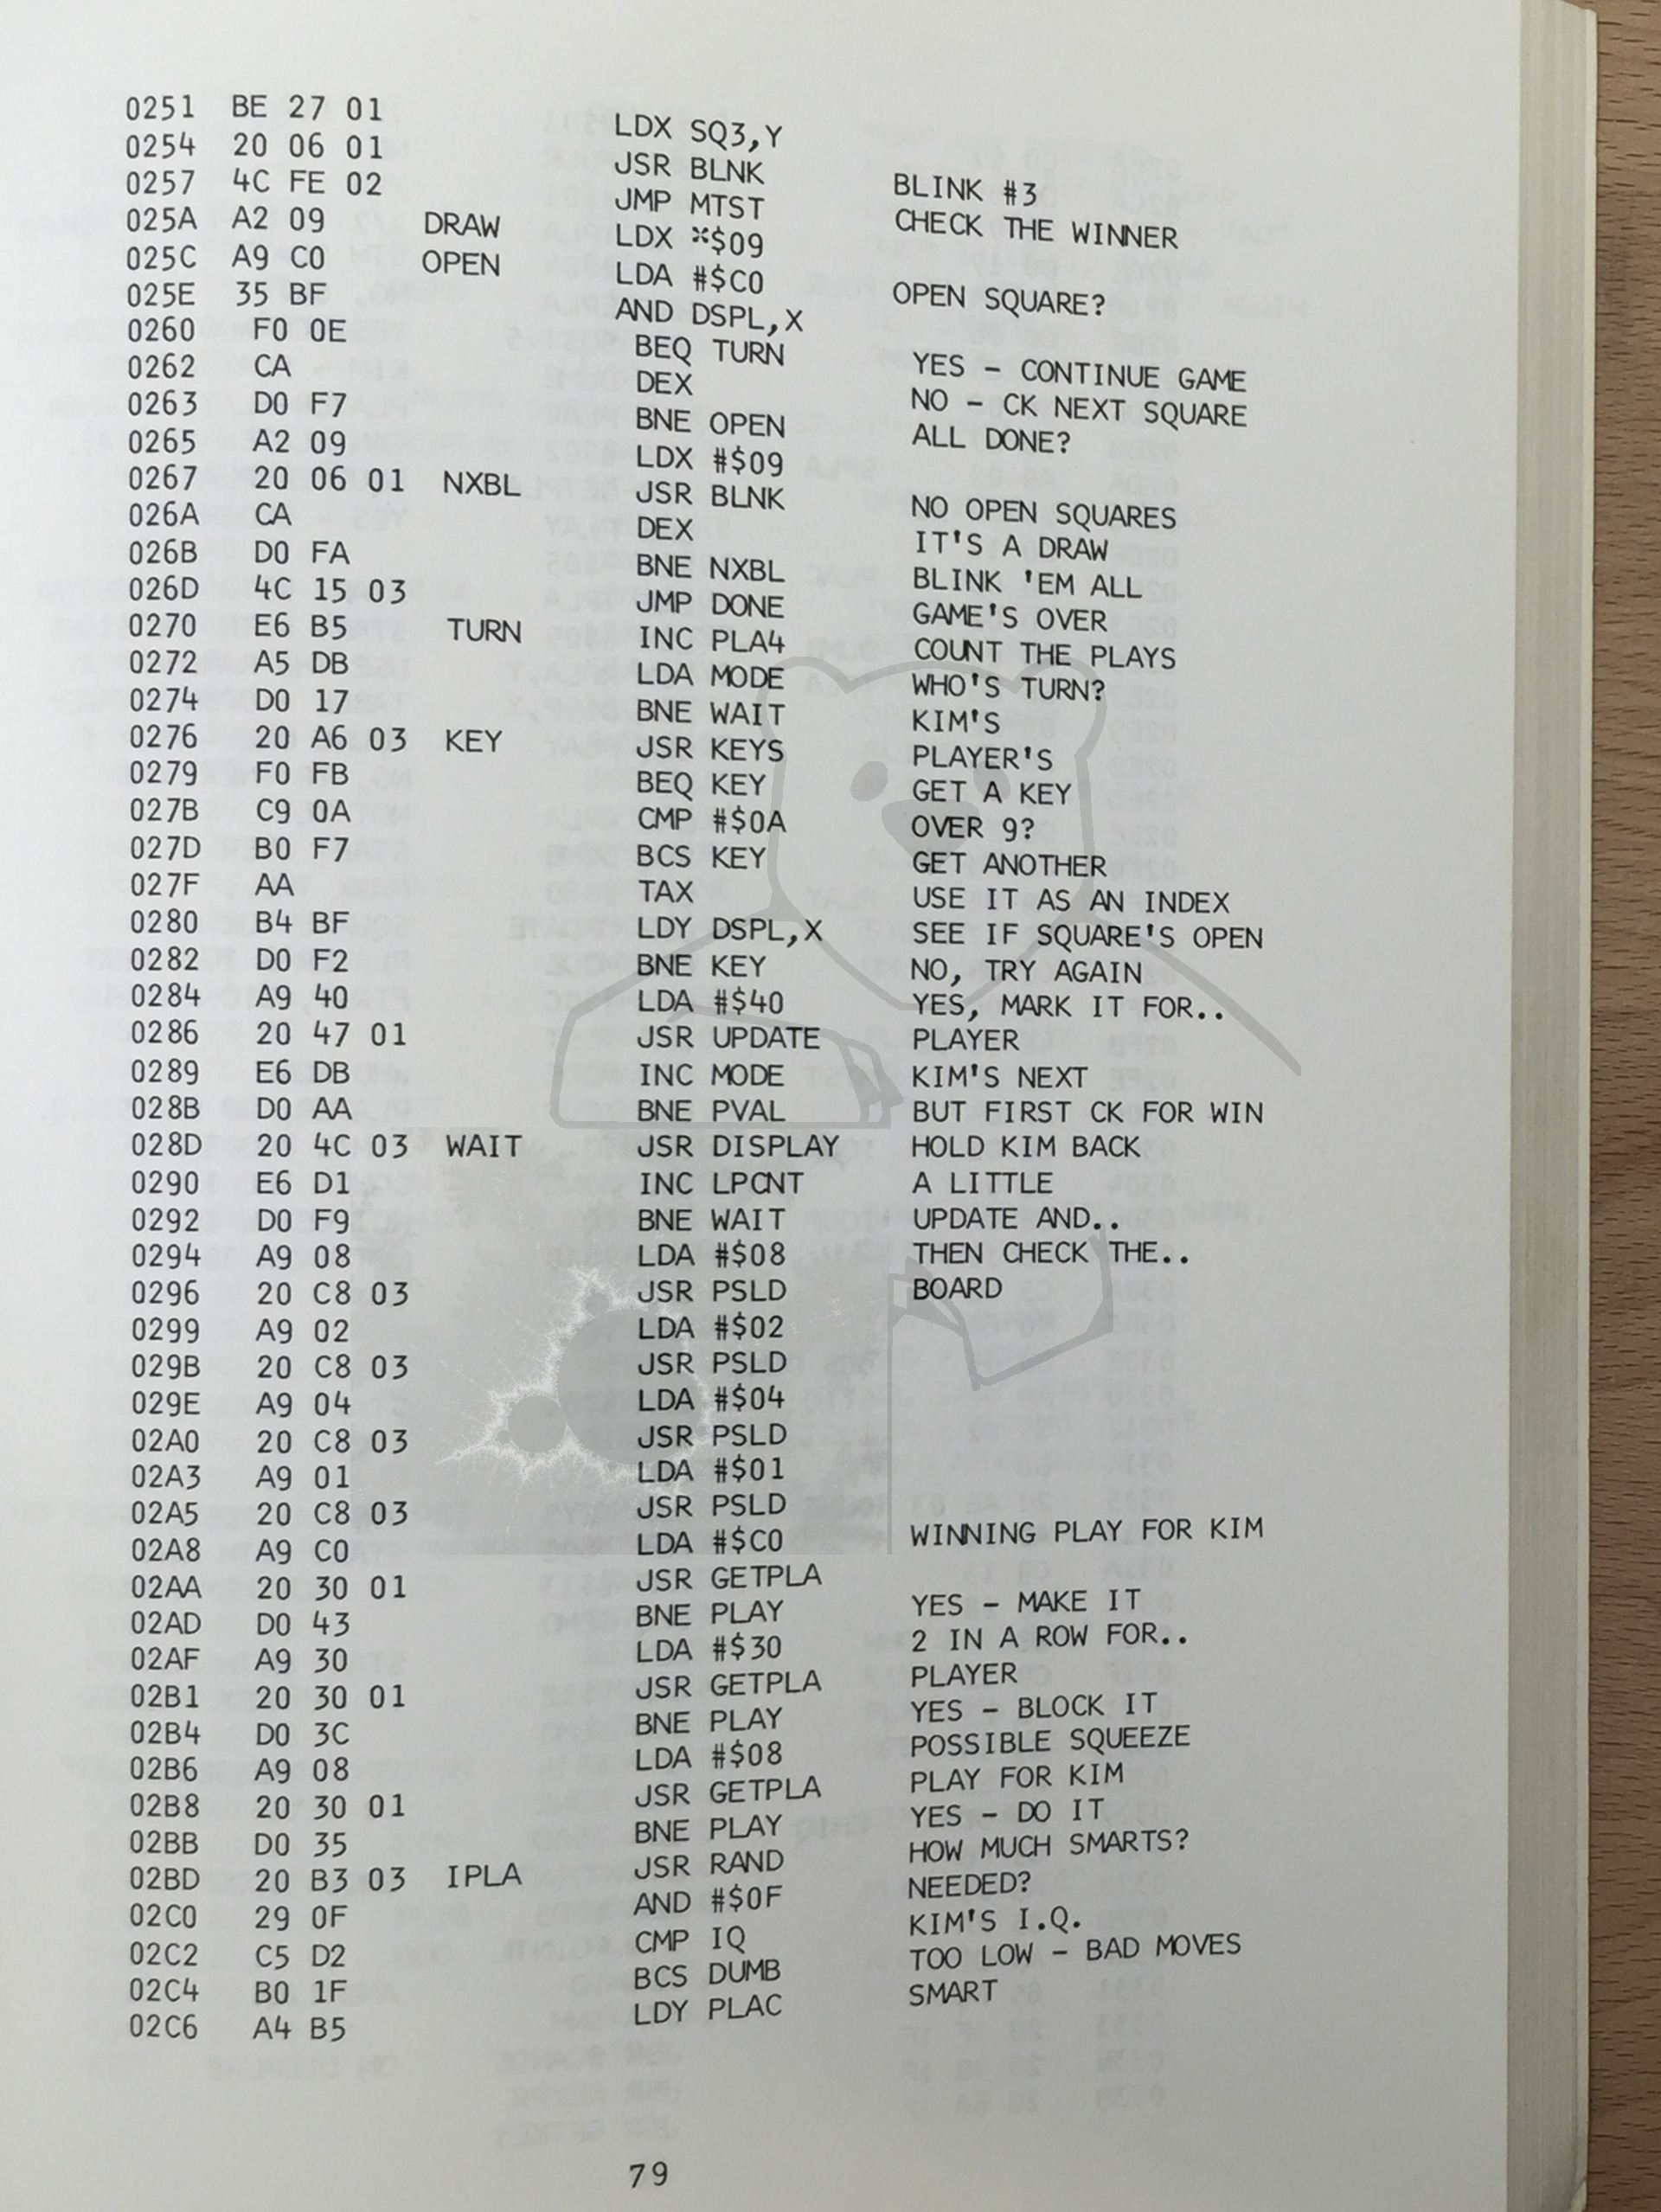 0251 BE 27 01 LDX SQ3,Y
0254 20 06 01 JSR BLNK BLINK #3
0257 4C FE 02 JMP MTST CHECK THE WINNER
025A A2 09 DRAW LDX ⌘$09
025C A9 C0 OPEN LDA #$C0 OPEN SQUARE?
025E 35 BF AND DSPL,X
0260 F0 0E BEQ TURN YES - CONTINUE GAME
0262 CA DEX NO - CK NEXT SQUARE
0263 D0 F7 BNE OPEN ALL DONE?
0265 A2 09 LDX #$09
0267 20 06 01 NXBL JSR BLNK NO OPEN SQUARES
026A CA DEX IT'S A DRAW
026B D0 FA BNE NXBL BLINK 'EM ALL
026D 4C 15 03 JMP DONE GAME'S OVER
0270 E6 B5 TURN INC PLA4 COUNT THE PLAYS
0272 A5 DB LDA MODE WHO'S TURN?
0274 D0 17 BNE WAIT KIM'S
0276 20 A6 03 KEY JSR KEYS PLAYER'S
0279 F0 FB BEQ KEY GET A KEY
027B C9 0A CMP #$0A OVER 9?
027D B0 F7 BCS KEY GET ANOTHER
027F AA TAX USE IT AS AN INDEX
0280 B4 BF LDY DSPL,X SEE IF SQUARE'S OPEN
0282 D0 F2 BNE KEY NO, TRY AGAIN
0284 A9 40 LDA #$40 YES, MARK IT FOR..
0286 20 47 01 JSR UPDATE PLAYER
0289 E6 DB INC MODE KIM'S NEXT
028B D0 AA BNE PVAL BUT FIRST CK FOR WIN
028D 20 4C 03 WAIT JSR DISPLAY HOLD KIM BACK
0290 E6 D1 INC LPCNT A LITTLE
0292 D0 F9 BNE WAIT UPDATE AND..
0294 A9 08 LDA #$08 THEN CHECK THE..
0296 20 C8 03 JSR PSLD BOARD
0299 A9 02 LDA #$02
029B 20 C8 03 JSR PSLD
029E A9 04 LDA #$04
02A0 20 C8 03 JSR PSLD
02A3 A9 01 LDA #$01
02A5 20 C8 03 JSR PSLD
02A8 A9 C0 LDA #$C0 WINNING PLAY FOR KIM
02AA 20 30 01 JSR GETPLA
02AD D0 43 BNE PLAY YES - MAKE IT
02AF A9 30 LDA #$30 2 IN A ROW FOR..
02B1 20 30 01 JSR GETPLA PLAYER
02B4 D0 3C BNE PLAY YES - BLOCK IT
02B6 A9 08 LDA #$08 POSSIBLE SQUEEZE
02B8 20 30 01 JSR GETPLA PLAY FOR KIM
02BB D0 35 BNE PLAY YES - DO IT
02BD 20 B3 03 IPLA JSR RAND HOW MUCH SMARTS?
02C0 29 0F AND #$0F NEEDED?
02C2 C5 D2 CMP IQ KIM'S I.Q.
02C4 B0 1F BCS DUMB TOO LOW - BAD MOVES
02C6 A4 B5 LDY PLAC SMART
79